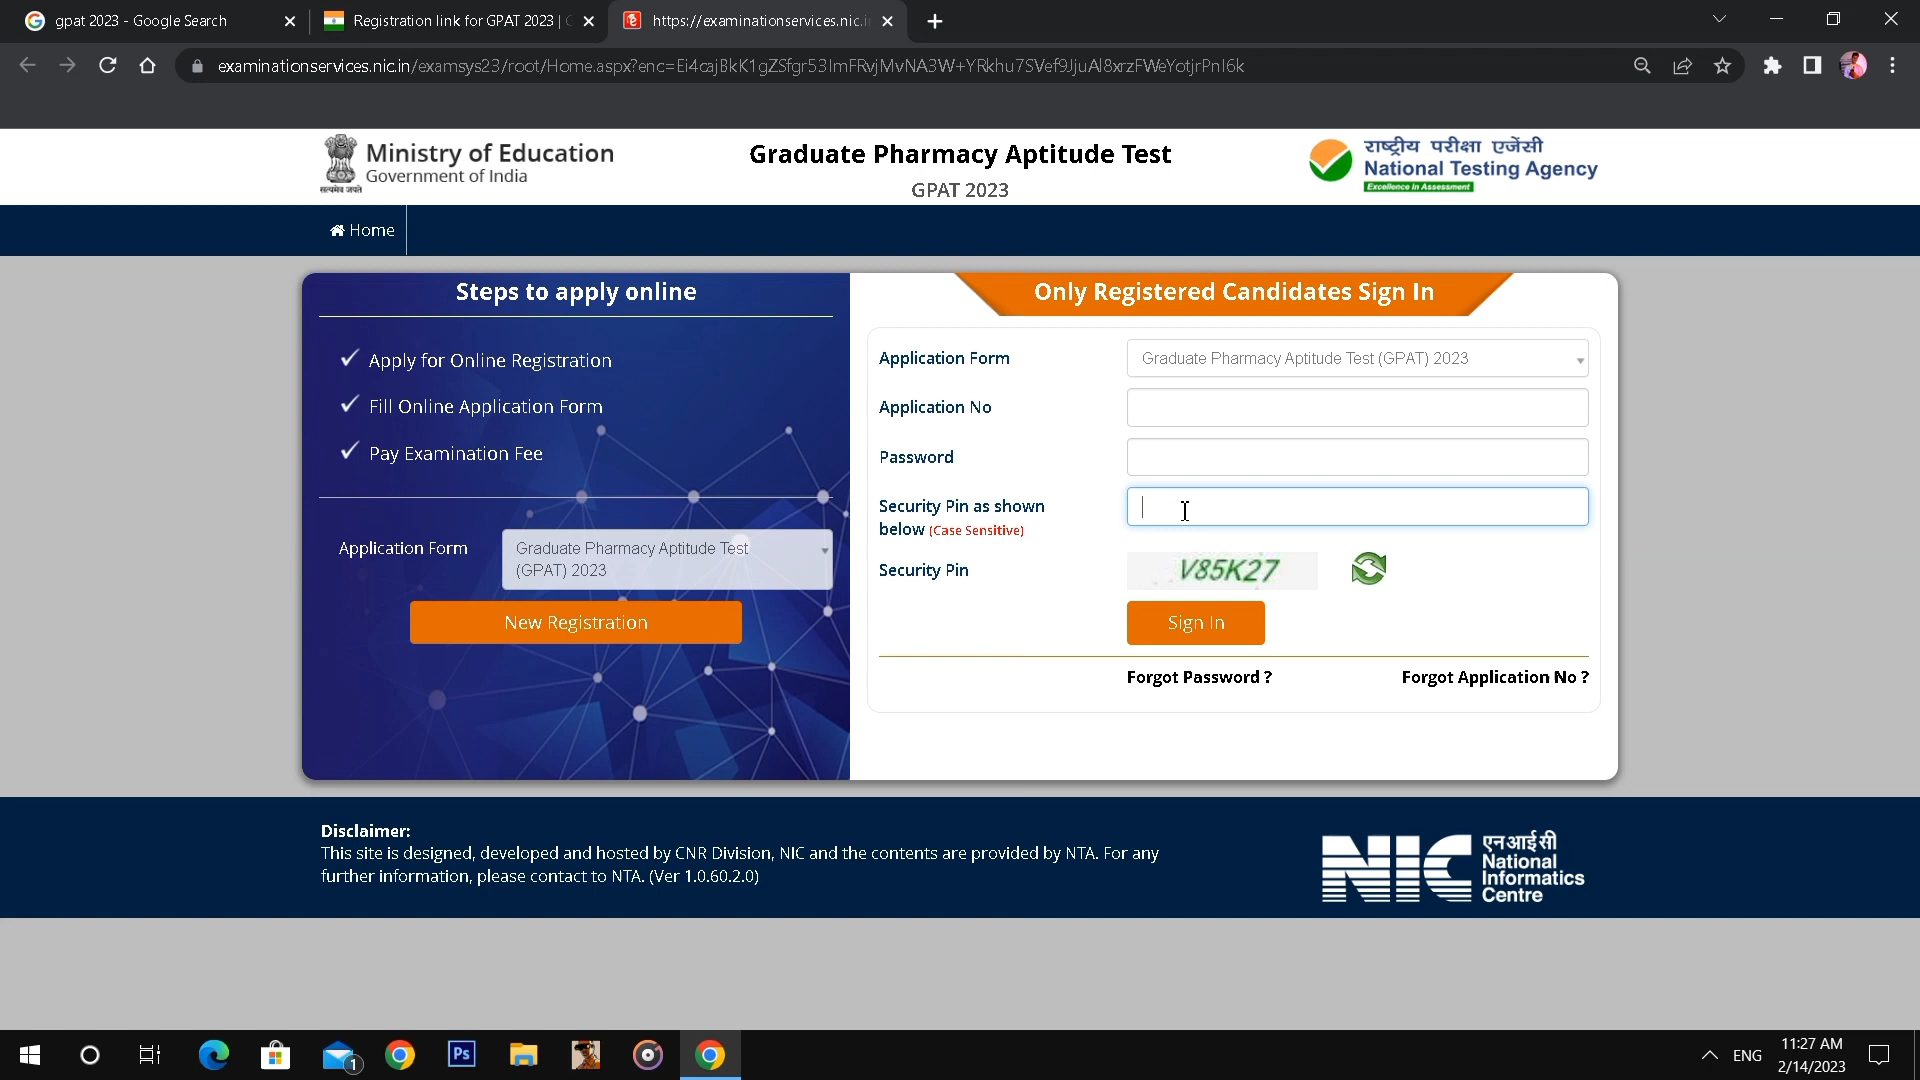 gpat 2023 - Google Search
Registration link for GPAT 2023 |
https://examinationservices.nic.i
examinationservices.nic.in/examsys23/root/Home.aspx?enc=Ei4cajBkK1gZSfgr53ImFRvjMvNA3W+YRkhu7SVef9JjuAl8xrzFWeYotjrPnI6k
सत्यमेव जयते
Ministry of Education
Government of India
Graduate Pharmacy Aptitude Test
GPAT 2023
राष्ट्रीय परीक्षा एजेंसी
National Testing Agency
Excellence in Assessment
Home
Steps to apply online
Apply for Online Registration
Fill Online Application Form
Pay Examination Fee
Application Form
Graduate Pharmacy Aptitude Test
(GPAT) 2023
New Registration
Only Registered Candidates Sign In
Application Form
Graduate Pharmacy Aptitude Test (GPAT) 2023
Application No
Password
Security Pin as shown
below (Case Sensitive)
Security Pin
V85K27
Sign In
Forgot Password ?
Forgot Application No ?
Disclaimer:
This site is designed, developed and hosted by CNR Division, NIC and the contents are provided by NTA. For any
further information, please contact to NTA. (Ver 1.0.60.2.0)
NIC
एनआईसी
National
Informatics
Centre
1
Ps
ENG
11:27 AM
2/14/2023